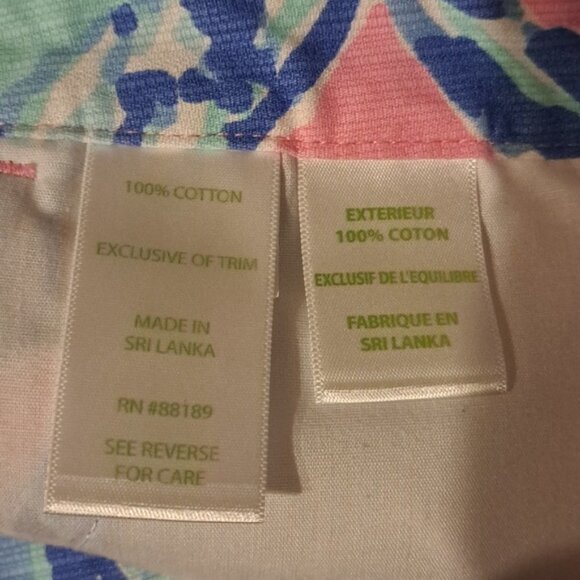 100% COTTON
EXCLUSIVE OF TRIM
MADE IN
SRI LANKA
RN #88189
SEE REVERSE
FOR CARE
EXTERIEUR
100% COTON
EXCLUSIF DE L'EQUILIBRE
FABRIQUE EN
SRI LANKA